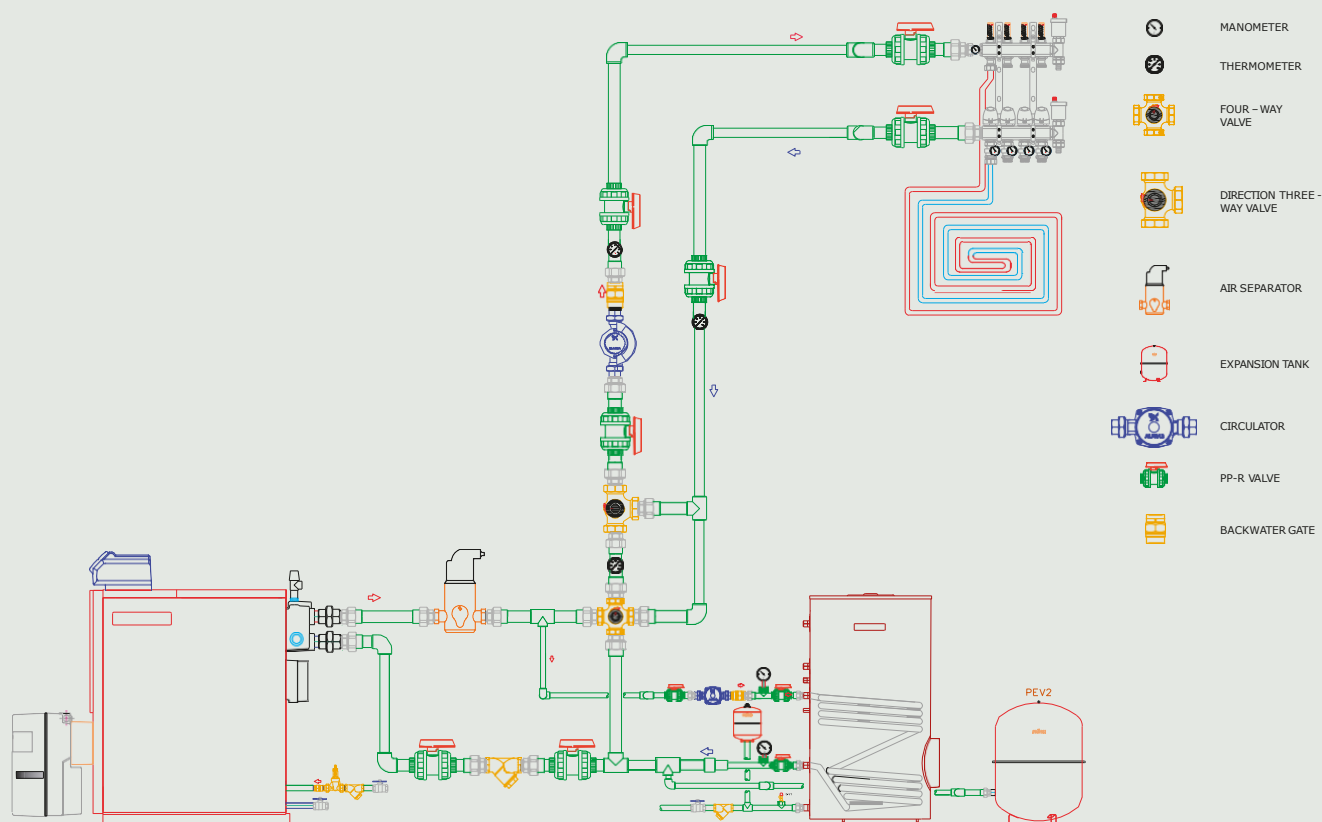 MANOMETER
THERMOMETER
FOUR – WAY
VALVE
DIRECTION THREE -
WAY VALVE
AIR SEPARATOR
EXPANSION TANK
CIRCULATOR
PP-R VALVE
BACKWATER GATE
PEV2